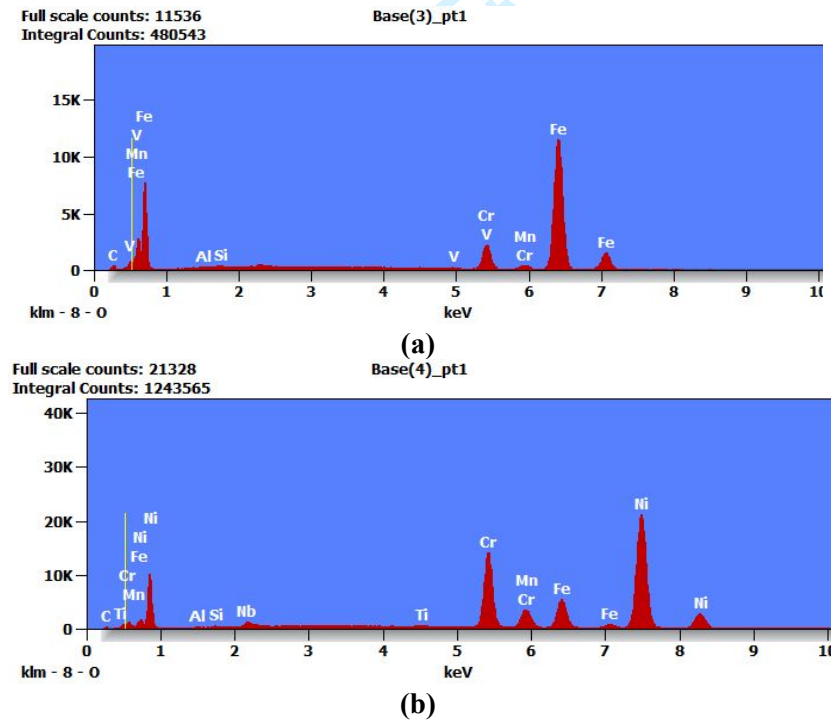 Full scale counts: 11536 Base(3)_pt1
Integral Counts: 480543
15K
10K
5K
0
Fe
V
Mn
Fe
C
V
Al Si
V
Cr
V
Mn
Cr
Fe
Fe
0 1 2 3 4 5 6 7 8 9 10
klm - 8 - O keV
(a)
Full scale counts: 21328 Base(4)_pt1
Integral Counts: 1243565
40K
30K
20K
10K
0
Ni
Ni
Fe
Cr
Mn
C
Ti
Al Si
Nb
Ti
Cr
Mn
Cr
Fe
Fe
Ni
Ni
0 1 2 3 4 5 6 7 8 9 10
klm - 8 - O keV
(b)